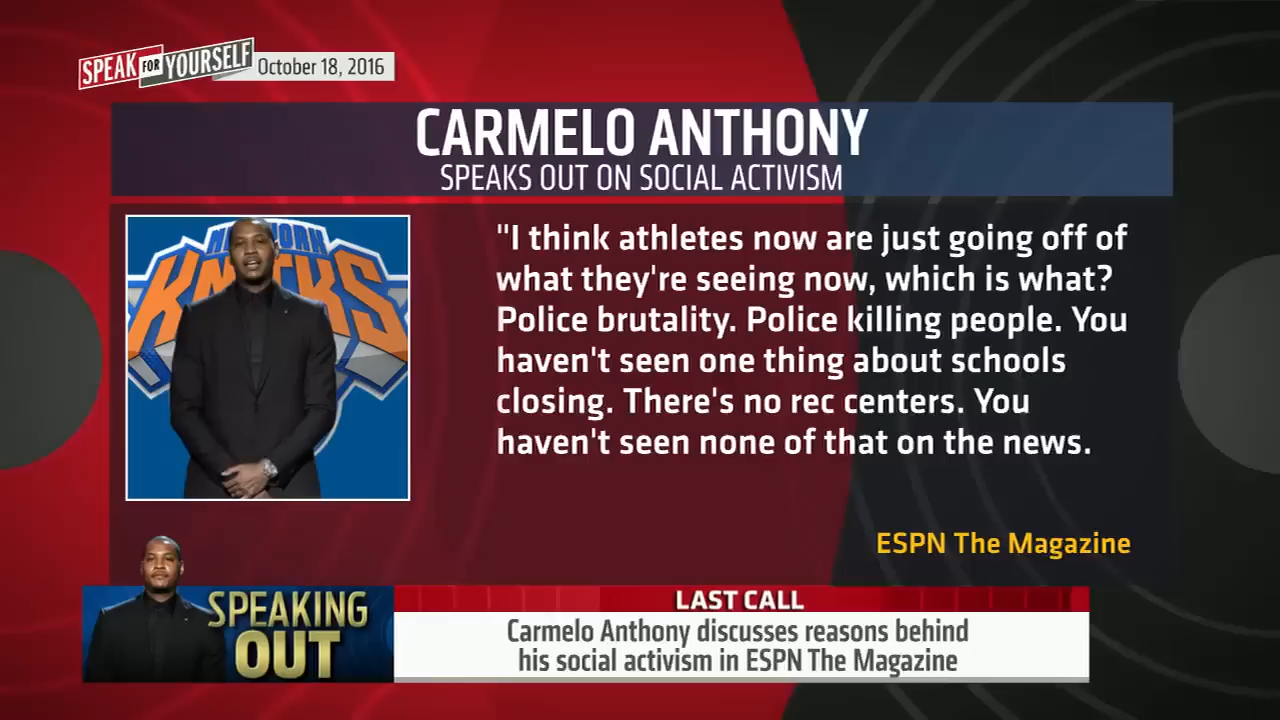 SPEAK FOR YOURSELF
October 18, 2016
CARMELO ANTHONY
SPEAKS OUT ON SOCIAL ACTIVISM
KNICKS
"I think athletes now are just going off of
what they're seeing now, which is what?
Police brutality. Police killing people. You
haven't seen one thing about schools
closing. There's no rec centers. You
haven't seen none of that on the news.
ESPN The Magazine
SPEAKING
OUT
LAST CALL
Carmelo Anthony discusses reasons behind
his social activism in ESPN The Magazine